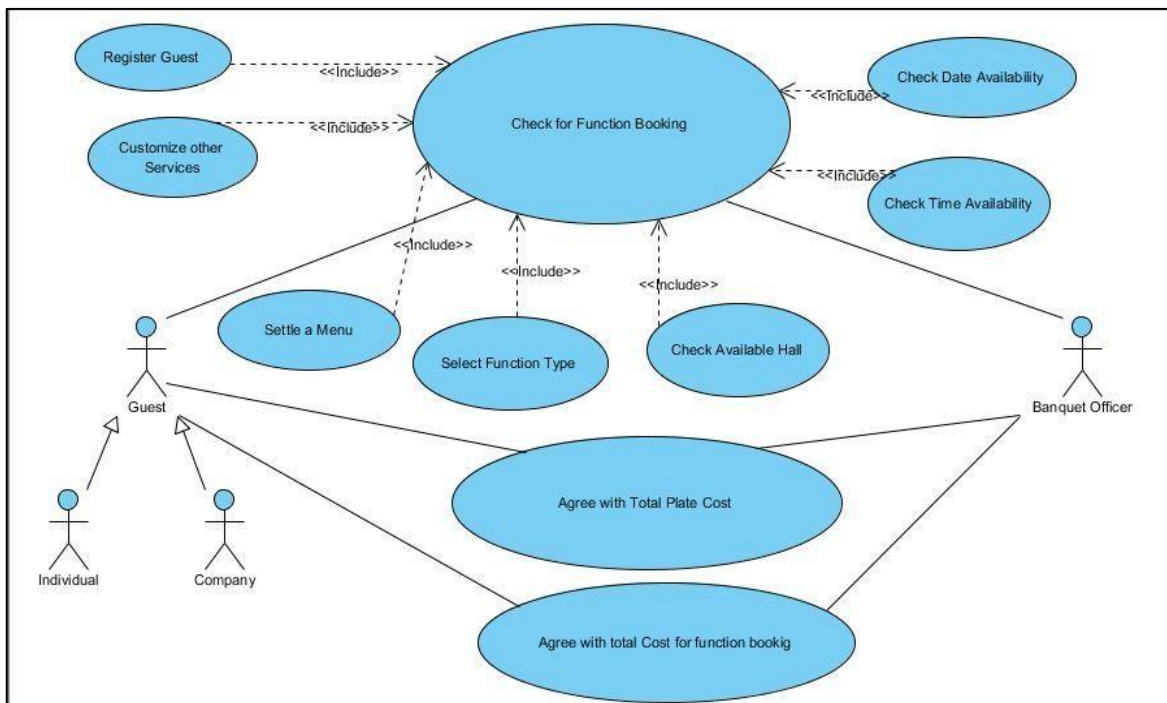 Register Guest
<<Include>>
Check Date Availability
<<Include>>
Check for Function Booking
<<Include>>
Customize other
Services
<<Include>>
Check Time Availability
<<Include>>
<<Include>>
<<Include>>
Settle a Menu
Select Function Type
Check Available Hall
Guest
Banquet Officer
Agree with Total Plate Cost
Individual
Company
Agree with total Cost for function bookig